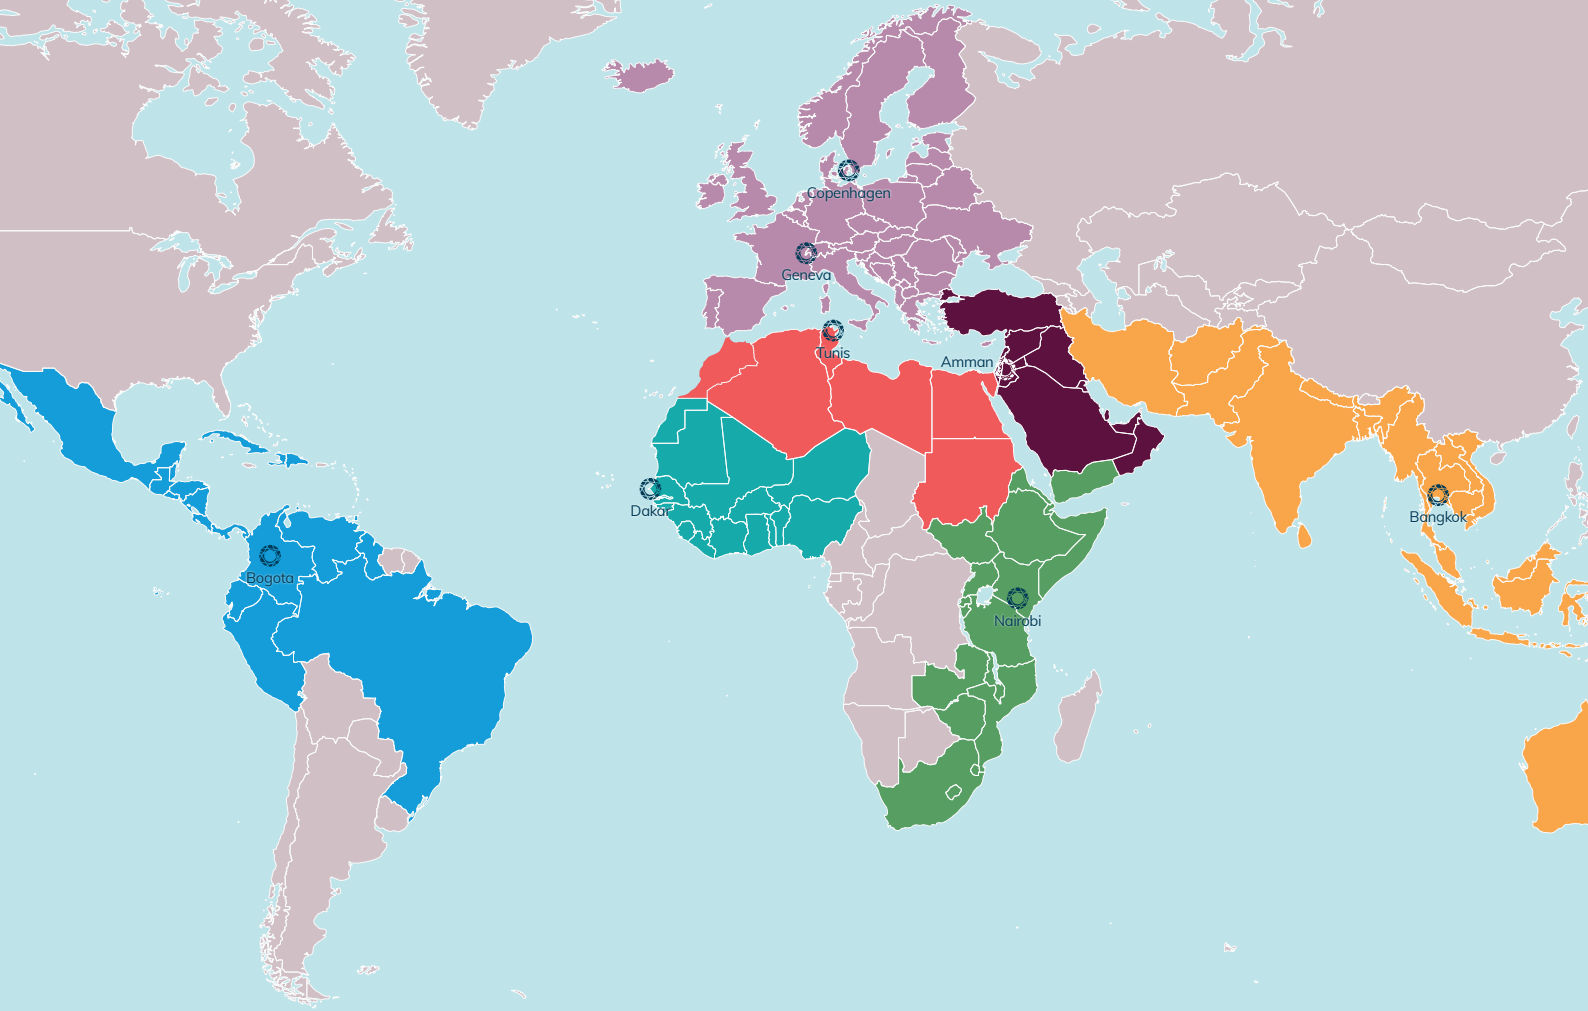 Copenhagen
Geneva
Tunis
Amman
Dakar
Bangkok
Bogota
Nairobi